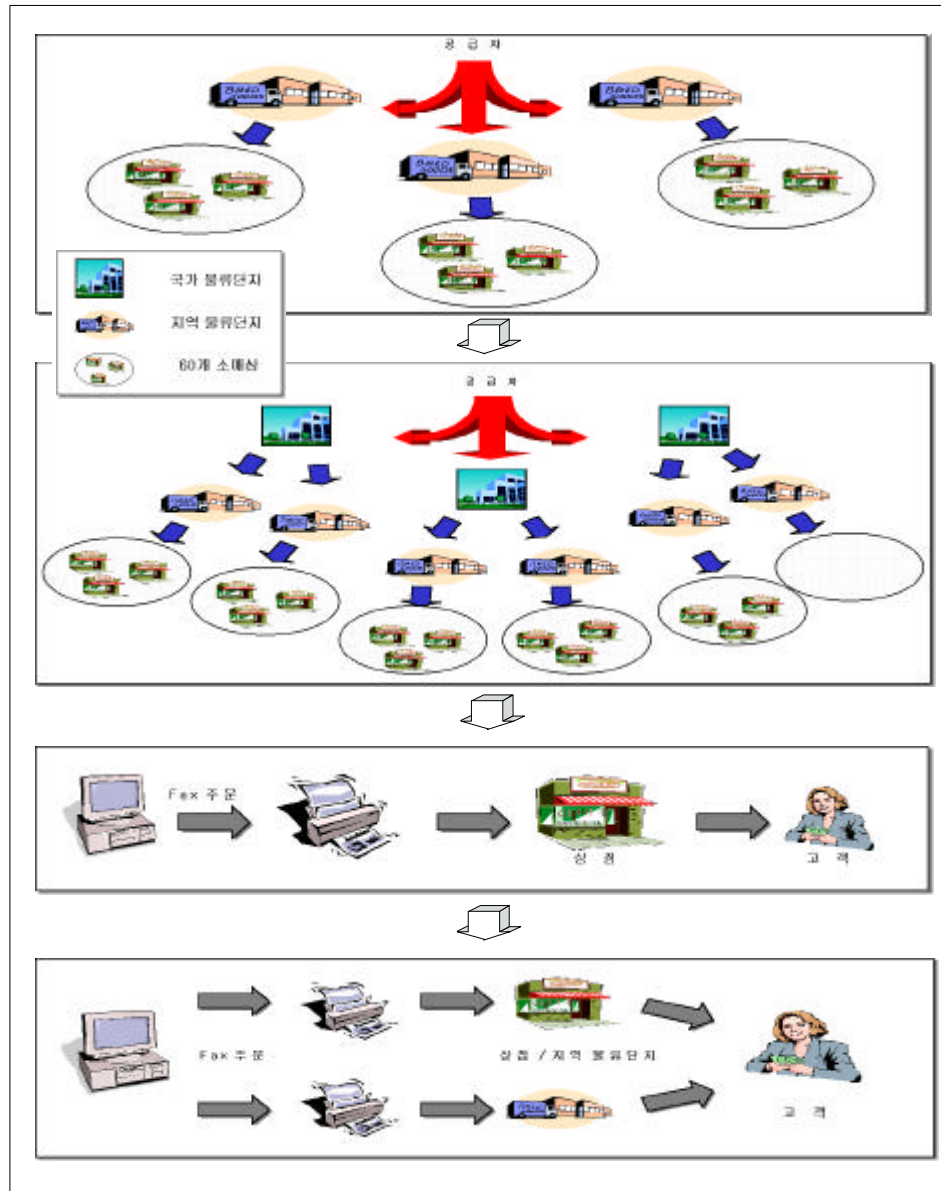 공 급 자
국가 물류단지
지역 물류단지
60개 소매상
공 급 자
Fax 주문
상 점
고 객
Fax 주문
상점 / 지역 물류단지
고 객